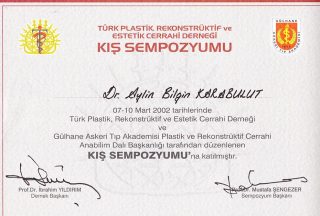 TÜRK PLASTİK, REKONSTRÜKTİF ve
ESTETİK CERRAHİ DERNEĞİ
KIŞ SEMPOZYUMU
GÜLHANE
Dr. Aylin Bilgin KARABULUT
07-10 Mart 2002 tarihlerinde
Türk Plastik, Rekonstrüktif ve Estetik Cerrahi Derneği
ve
Gülhane Askeri Tıp Akademisi Plastik ve Rekonstrüktif Cerrahi
Anabilim Dalı Başkanlığı tarafından düzenlenen
KIŞ SEMPOZYUMU'na katılmıştır.
Prof.Dr. İbrahim YILDIRIM
Dernek Başkanı
Dr. Mustafa ŞENGEZER
Sempozyum Başkanı